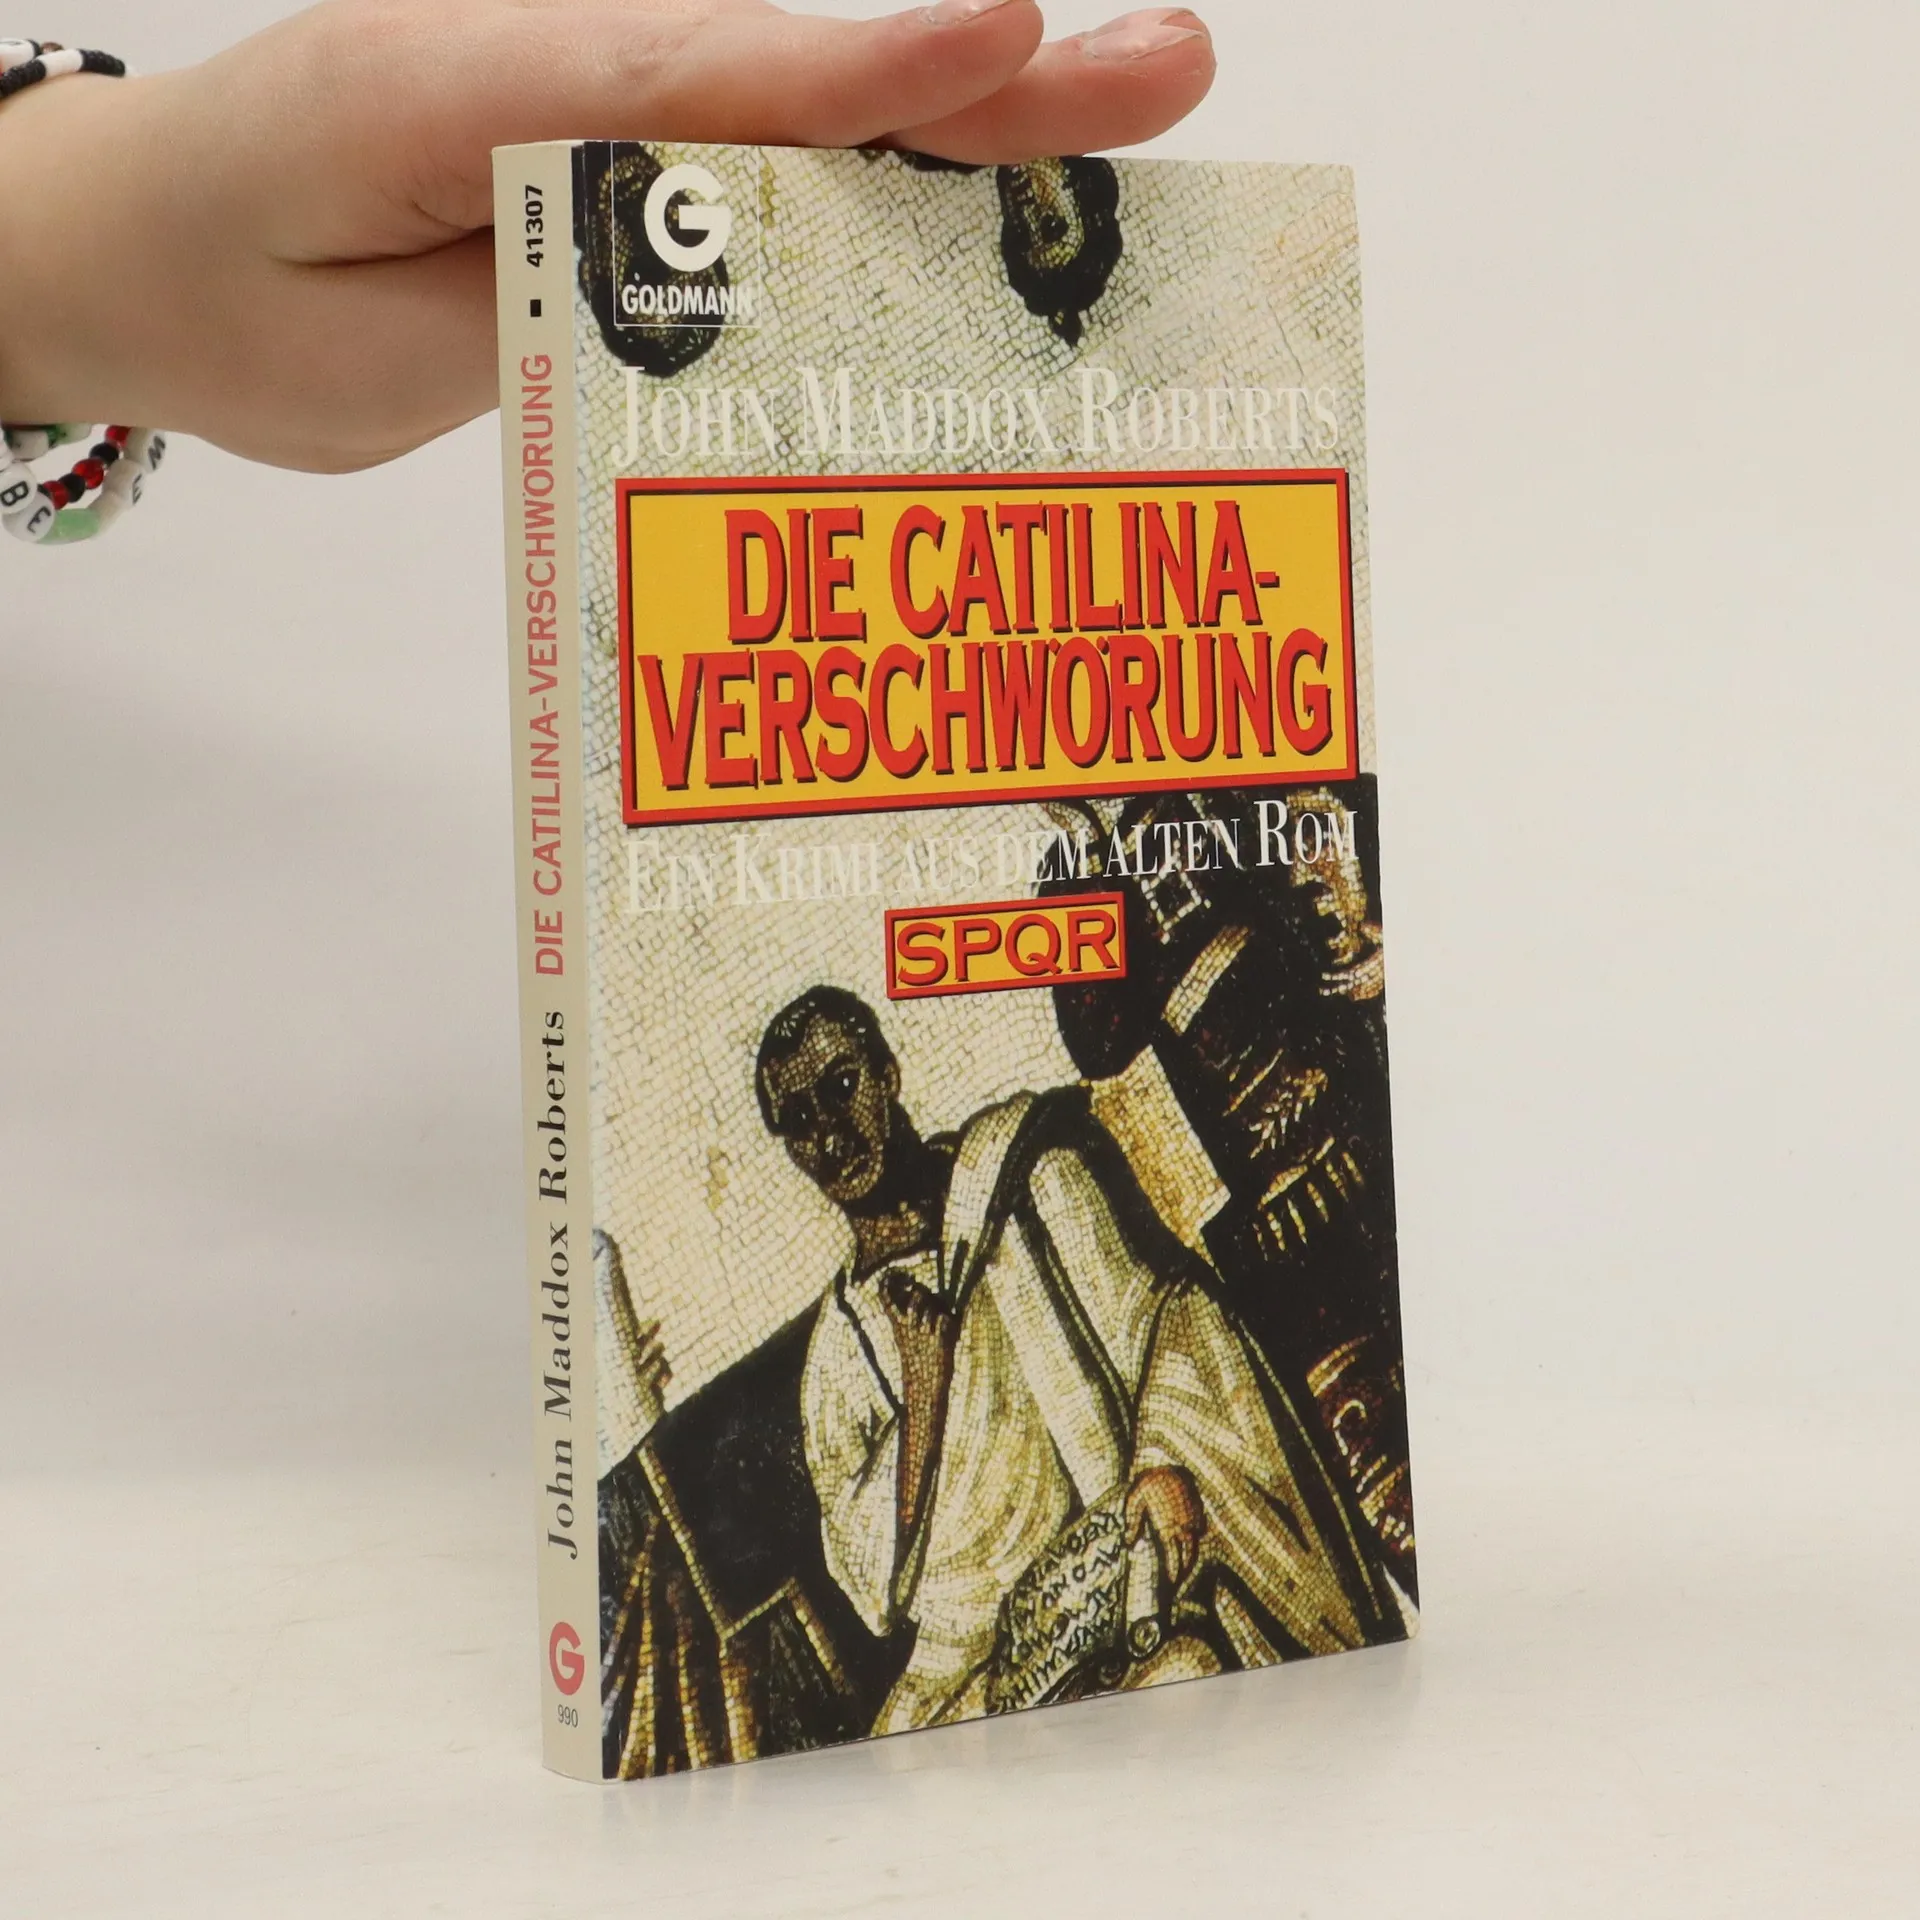 G
GOLDMANN
JOHN MADDOX ROBERTS
DIE CATILINA-
VERSCHWÖRUNG
EIN KRIMI AUS DEM ALTEN ROM
SPQR
John Maddox Roberts DIE CATILINA-VERSCHWÖRUNG ■ 41307
G
990
B E